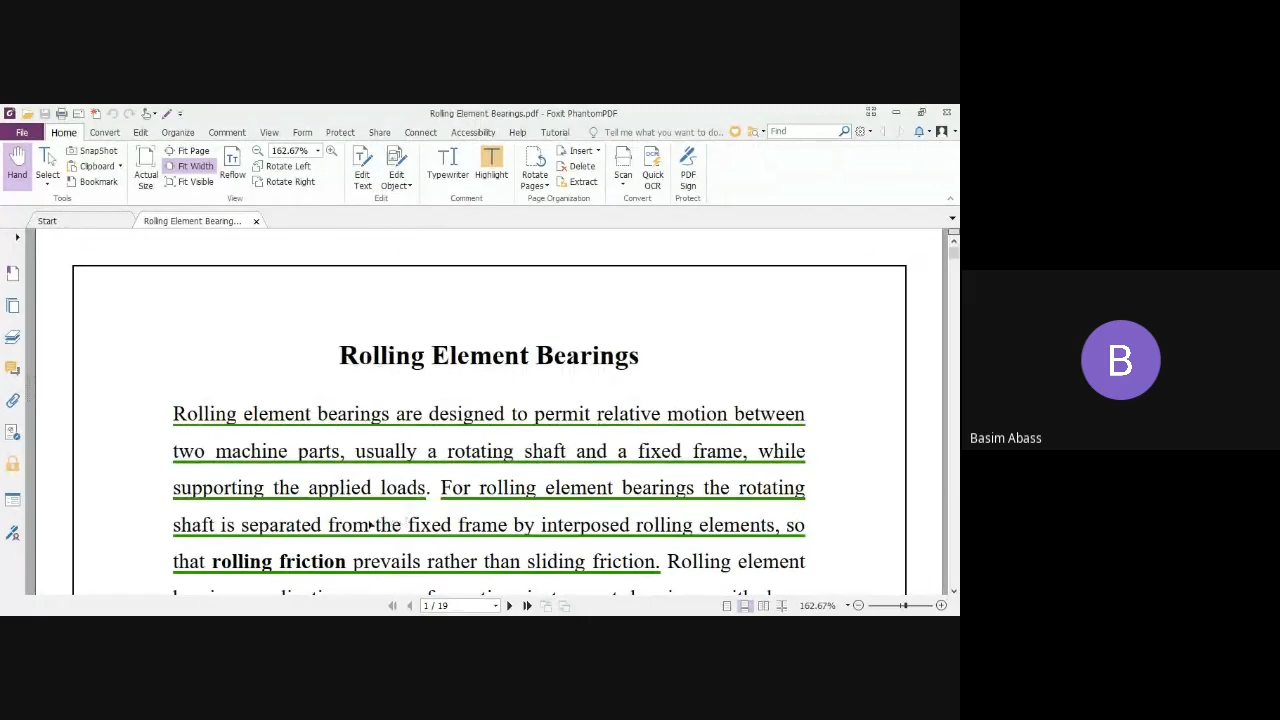 Rolling Element Bearings.pdf - Foxit PhantomPDF
File Home Convert Edit Organize Comment View Form Protect Share Connect Accessibility Help Tutorial Tell me what you want to do.. Find
Hand
Select
SnapShot
Clipboard
Bookmark
Tools
Actual Size
Fit Page
Fit Width
Fit Visible
Reflow
162.67%
Rotate Left
Rotate Right
View
Edit Text
Edit Object
Edit
Typewriter
Highlight
Comment
Rotate Pages
Insert
Delete
Extract
Page Organization
Scan
Quick OCR
Convert
PDF Sign
Protect
Start
Rolling Element Bearing...
Rolling Element Bearings
Rolling element bearings are designed to permit relative motion between
two machine parts, usually a rotating shaft and a fixed frame, while
supporting the applied loads. For rolling element bearings the rotating
shaft is separated from the fixed frame by interposed rolling elements, so
that rolling friction prevails rather than sliding friction. Rolling element
1 / 19
162.67%
B
Basim Abass